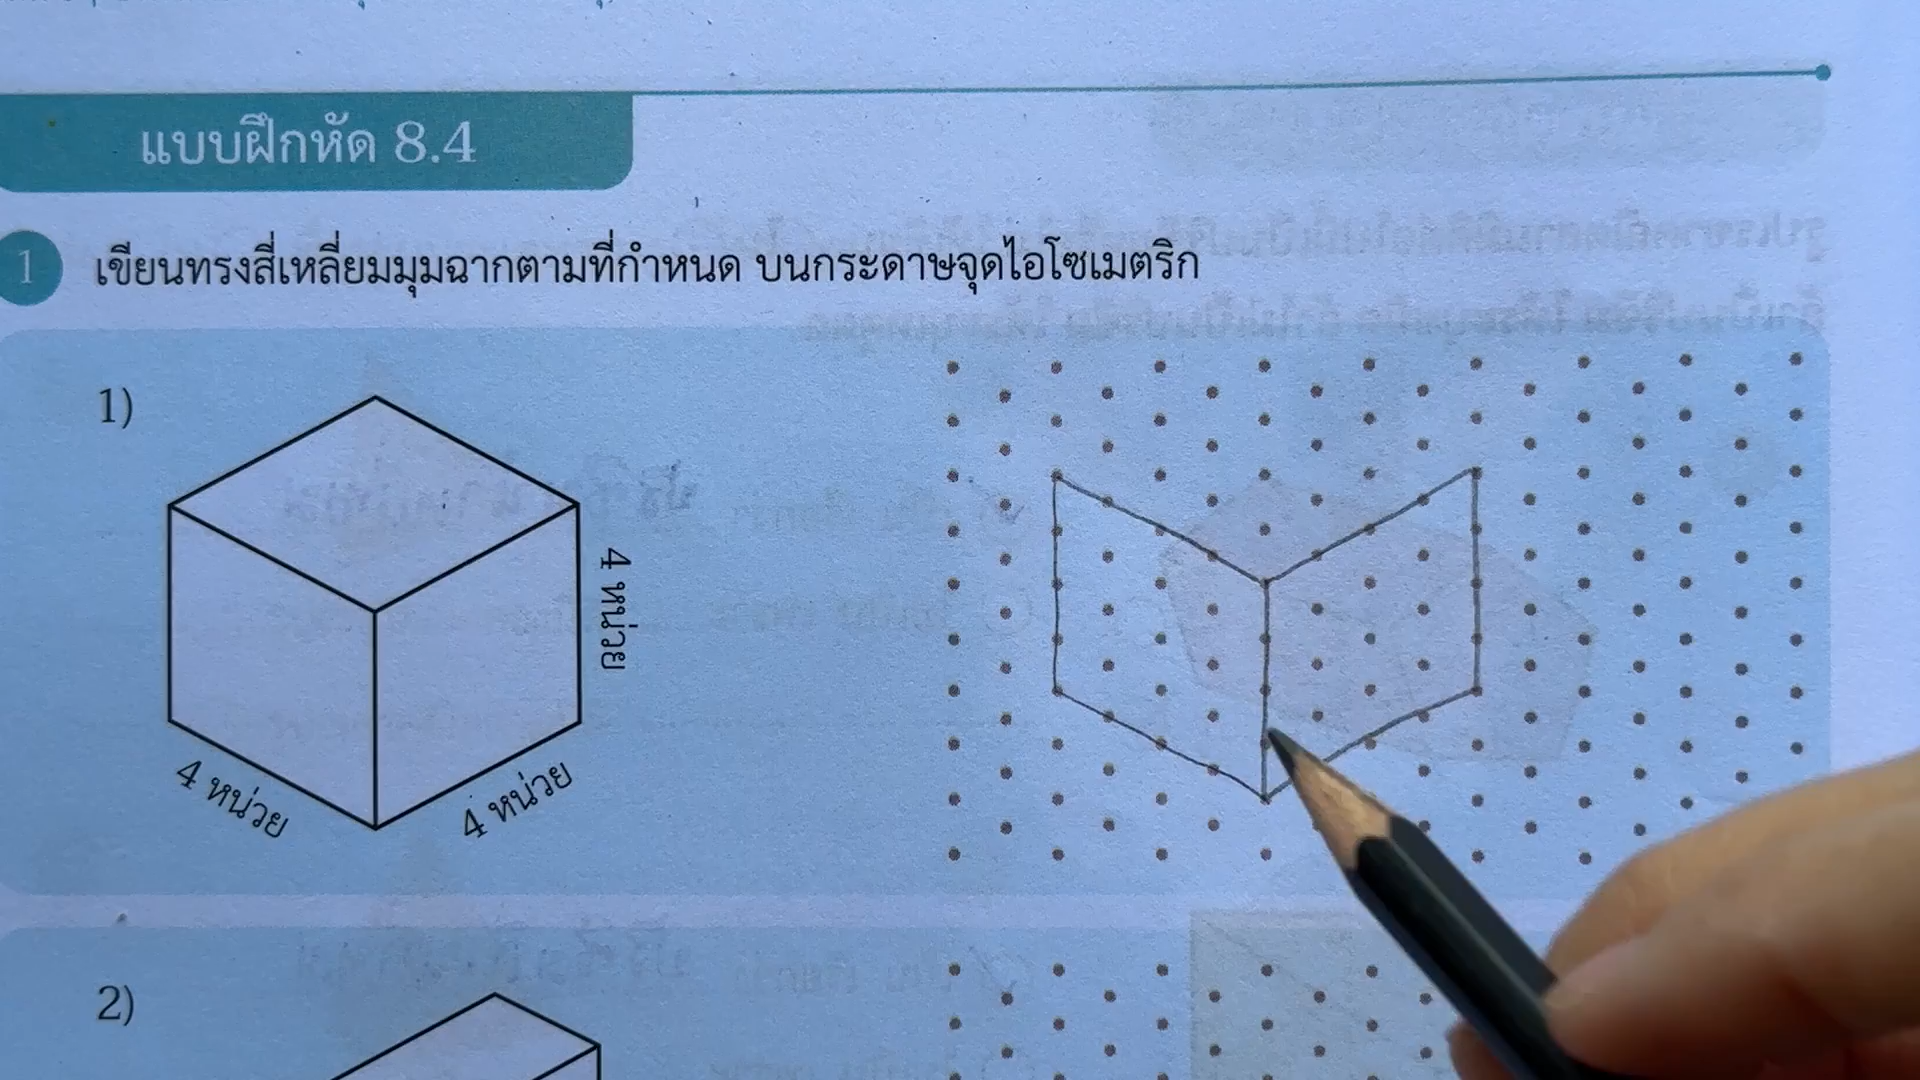 แบบฝึกหัด 8.4
1 เขียนทรงสี่เหลี่ยมมุมฉากตามที่กำหนด บนกระดาษจุดไอโซเมตริก
1)
4 หน่วย
4 หน่วย
4 หน่วย
2)